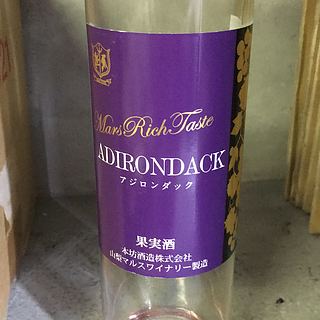 Mars Rich Taste
ADIRONDACK
アジロンダック
果実酒
本坊酒造株式会社
山梨マルスワイナリー製造